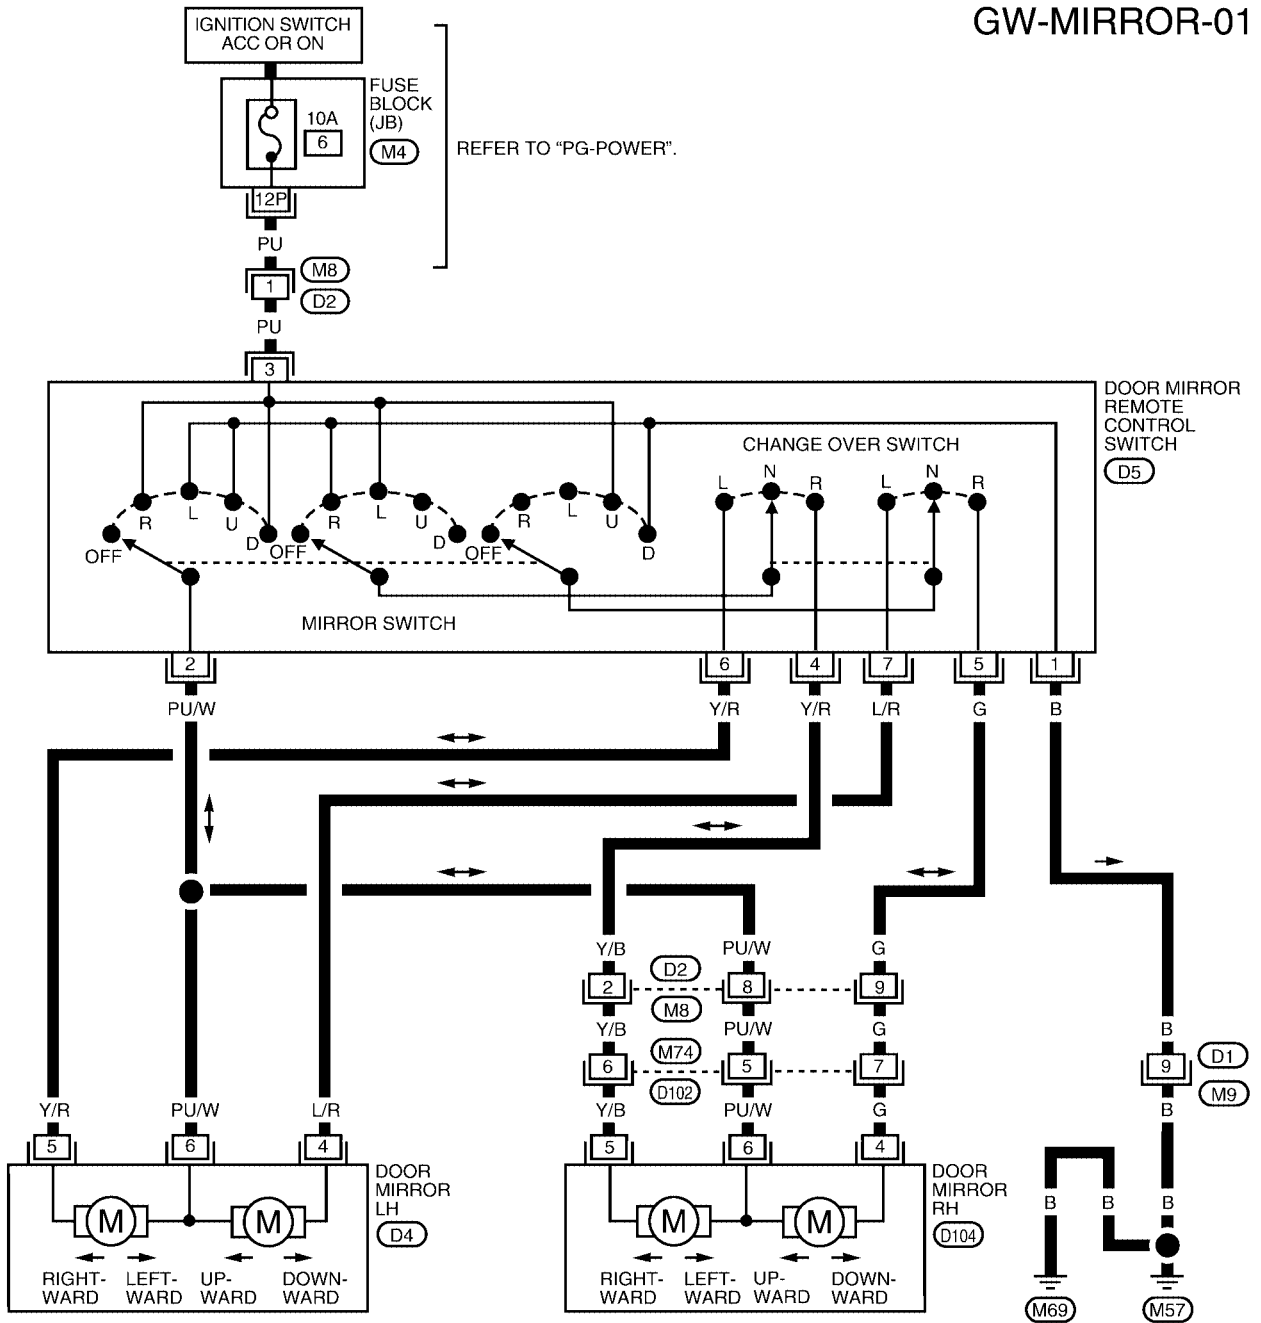 GW-MIRROR-01
IGNITION SWITCH
ACC OR ON
FUSE
BLOCK
(JB)
M4
10A
6
REFER TO “PG-POWER”.
12P
PU
M8
1
D2
PU
3
DOOR MIRROR
REMOTE
CONTROL
SWITCH
D5
CHANGE OVER SWITCH
L N R L N R
R L U D R L U D R L U D
OFF OFF OFF
MIRROR SWITCH
2 6 4 7 5 1
PU/W Y/R Y/R L/R G B
Y/B PU/W G
D2
2 8 9
M8
Y/B PU/W G B
M74
6 5 7 9 D1
D102 M9
Y/R PU/W L/R Y/B PU/W G B
5 6 4 5 6 4
DOOR
MIRROR
LH
D4
DOOR
MIRROR
RH
D104
B B B
M M M M
RIGHT-
WARD
LEFT-
WARD
UP-
WARD
DOWN-
WARD
RIGHT-
WARD
LEFT-
WARD
UP-
WARD
DOWN-
WARD
M69 M57